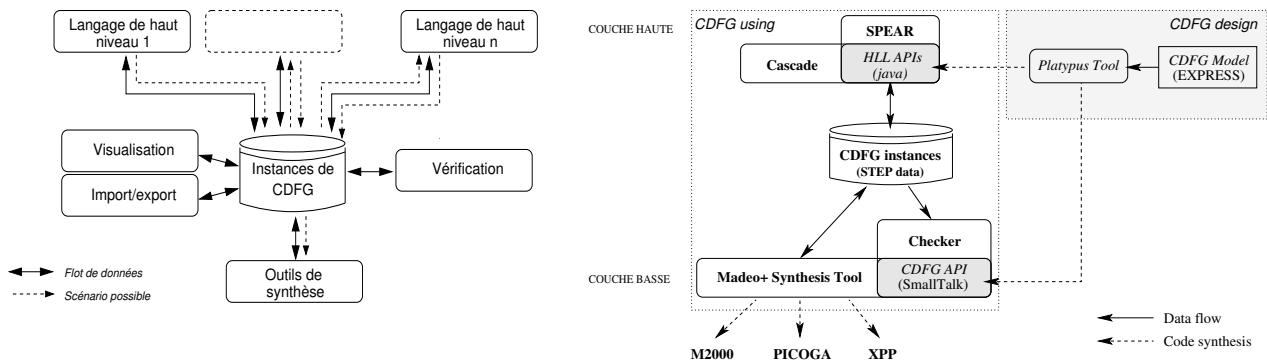 Langage de haut
niveau 1
Langage de haut
niveau n
Visualisation
Import/export
Instances de
CDFG
Vérification
Outils de
synthèse
Flot de données
Scénario possible
COUCHE HAUTE
COUCHE BASSE
CDFG using
SPEAR
Cascade
HLL APIs
(java)
CDFG instances
(STEP data)
Checker
Madeo+ Synthesis Tool
CDFG API
(SmallTalk)
M2000
PICOGA
XPP
CDFG design
Platypus Tool
CDFG Model
(EXPRESS)
Data flow
Code synthesis